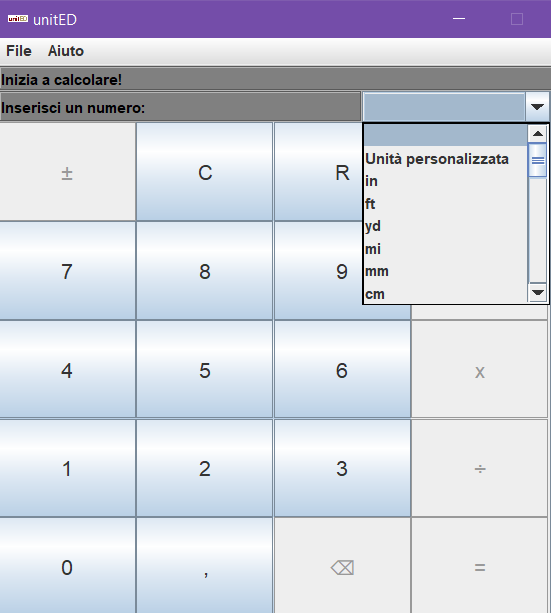 unitED
unitED
File Aiuto
Inizia a calcolare!
Inserisci un numero:
± C R
Unità personalizzata
in
ft
yd
mi
mm
cm
7 8 9
4 5 6 x
1 2 3 ÷
0 , ⌫ =